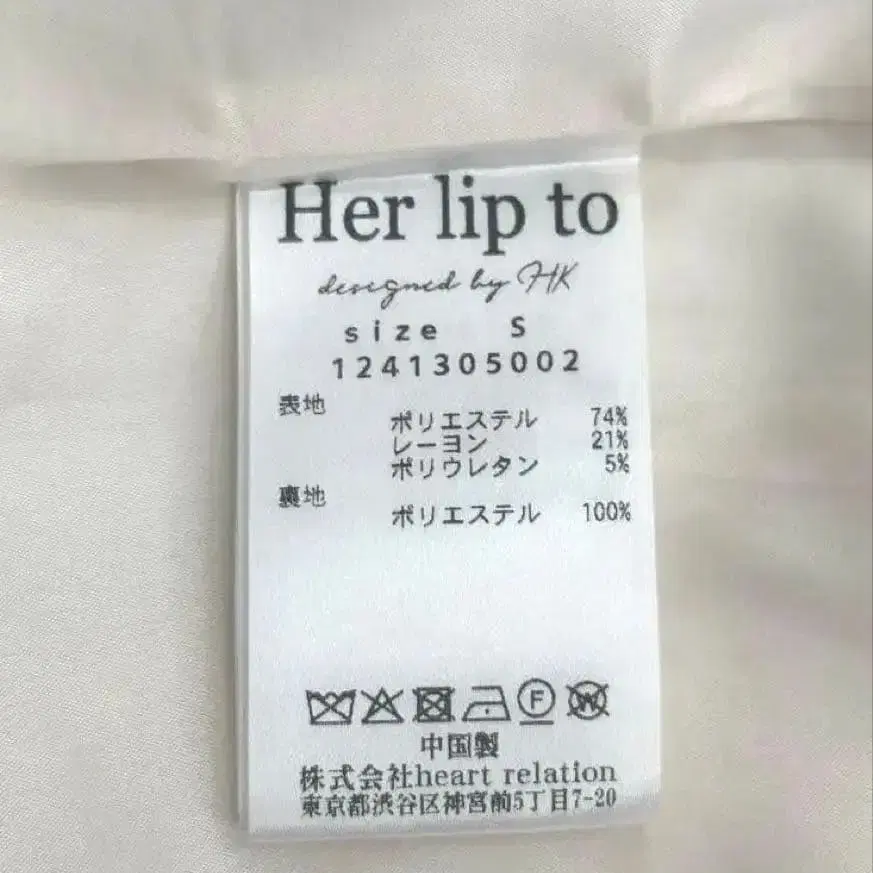 Her lip to
designed by HK
size S
1241305002
表地
ポリエステル 74%
レーヨン 21%
ポリウレタン 5%
裏地
ポリエステル 100%
F W
中国製
株式会社heart relation
東京都渋谷区神宮前5丁目7-20